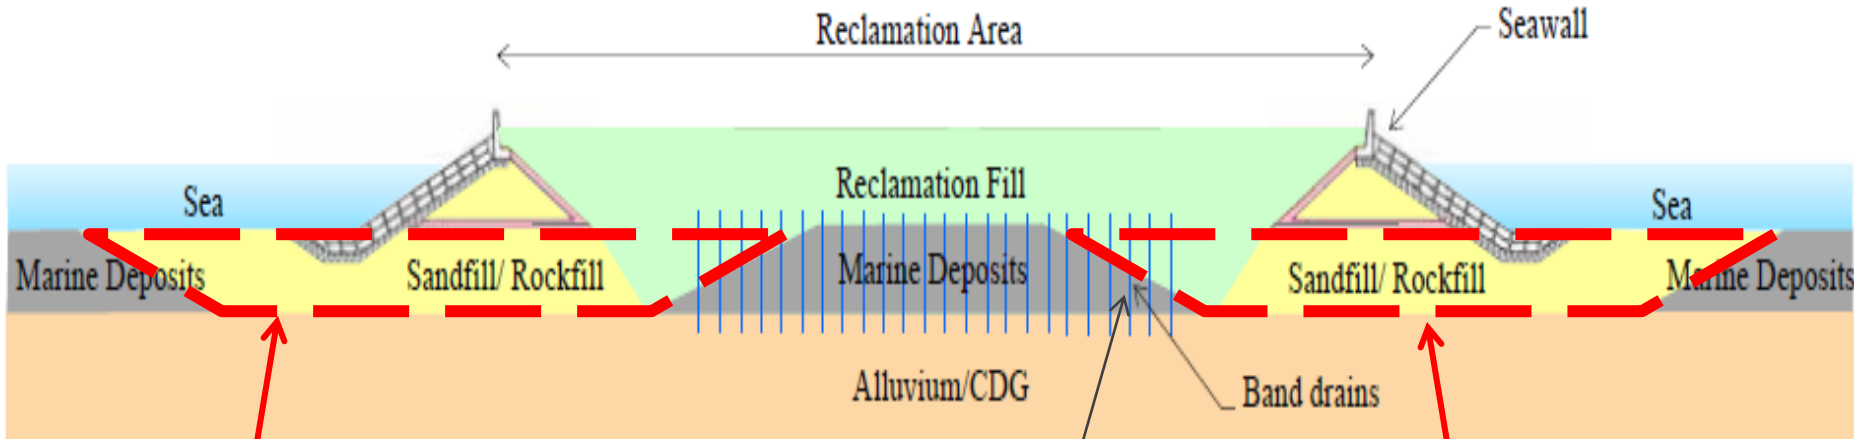 Reclamation Area
Seawall
Reclamation Fill
Sea
Sea
Marine Deposits
Sandfill/ Rockfill
Marine Deposits
Sandfill/ Rockfill
Marine Deposits
Alluvium/CDG
Band drains